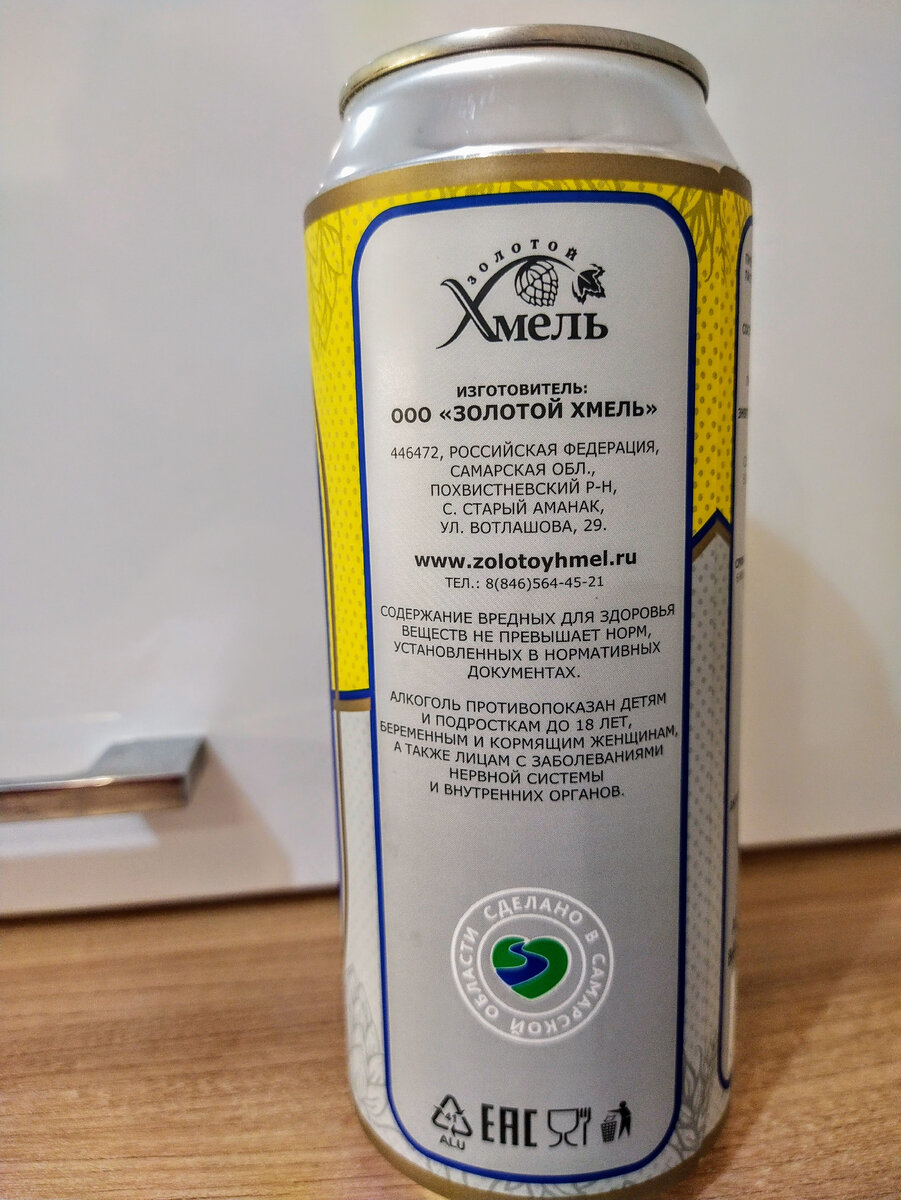 ЗОЛОТОЙ
Хмель
ИЗГОТОВИТЕЛЬ:
ООО «ЗОЛОТОЙ ХМЕЛЬ»
446472, РОССИЙСКАЯ ФЕДЕРАЦИЯ,
САМАРСКАЯ ОБЛ.,
ПОХВИСТНЕВСКИЙ Р-Н,
С. СТАРЫЙ АМАНАК,
УЛ. ВОТЛАШОВА, 29.
www.zolotoyhmel.ru
ТЕЛ.: 8(846)564-45-21
СОДЕРЖАНИЕ ВРЕДНЫХ ДЛЯ ЗДОРОВЬЯ
ВЕЩЕСТВ НЕ ПРЕВЫШАЕТ НОРМ,
УСТАНОВЛЕННЫХ В НОРМАТИВНЫХ
ДОКУМЕНТАХ.
АЛКОГОЛЬ ПРОТИВОПОКАЗАН ДЕТЯМ
И ПОДРОСТКАМ ДО 18 ЛЕТ,
БЕРЕМЕННЫМ И КОРМЯЩИМ ЖЕНЩИНАМ,
А ТАКЖЕ ЛИЦАМ С ЗАБОЛЕВАНИЯМИ
НЕРВНОЙ СИСТЕМЫ
И ВНУТРЕННИХ ОРГАНОВ.
СДЕЛАНО В САМАРСКОЙ ОБЛАСТИ
41
ALU
EAC